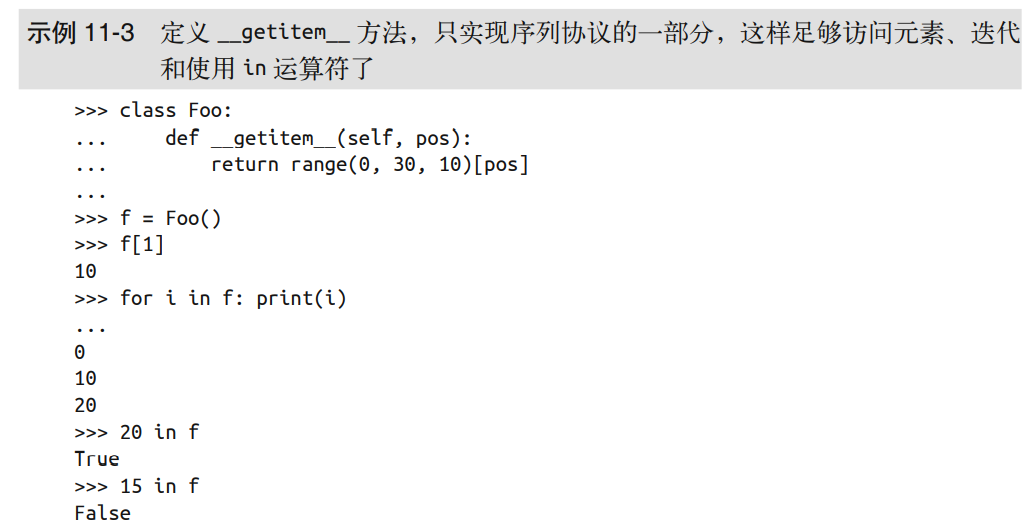 示例 11-3 定义 __getitem__ 方法，只实现序列协议的一部分，这样足够访问元素、迭代
和使用 in 运算符了
>>> class Foo:
...     def __getitem__(self, pos):
...         return range(0, 30, 10)[pos]
...
>>> f = Foo()
>>> f[1]
10
>>> for i in f: print(i)
...
0
10
20
>>> 20 in f
True
>>> 15 in f
False